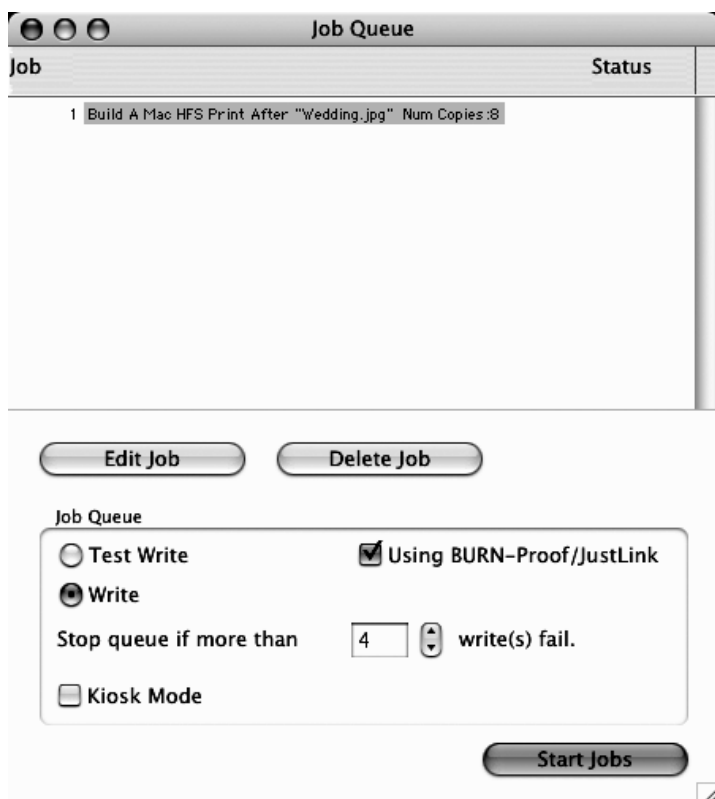 Job Queue
Job Status
1 Build A Mac HFS Print After "Wedding.jpg" Num Copies:8
Edit Job Delete Job
Job Queue
Test Write Using BURN-Proof/JustLink
Write
Stop queue if more than 4 write(s) fail.
Kiosk Mode
Start Jobs